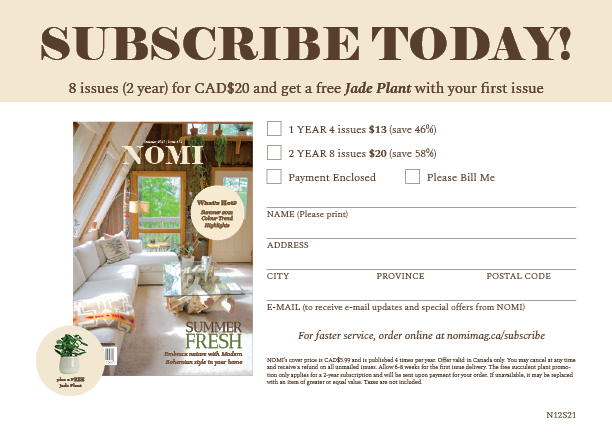 SUBSCRIBE TODAY!
8 issues (2 year) for CAD$20 and get a free Jade Plant with your first issue
NOMI
What's Hot?
Summer 2021
Colour Trend
Highlights
SUMMER
FRESH
Embrace nature with Modern
Bohemian style in your home
plus a FREE
Jade Plant
1 YEAR 4 issues $13 (save 46%)
2 YEAR 8 issues $20 (save 58%)
Payment Enclosed
Please Bill Me
NAME (Please print)
ADDRESS
CITY PROVINCE POSTAL CODE
E-MAIL (to receive e-mail updates and special offers from NOMI)
For faster service, order online at nomimag.ca/subscribe
NOMI's cover price is CAD$5.99 and is published 4 times per year. Offer valid in Canada only. You may cancel at any time
and receive a refund on all unmailed issues. Allow 6-8 weeks for the first issue delivery. The free succulent plant promo-
tion only applies for a 2-year subscription and will be sent upon payment for your order. If unavailable, it may be replaced
with an item of greater or equal value. Taxes are not included.
N12S21